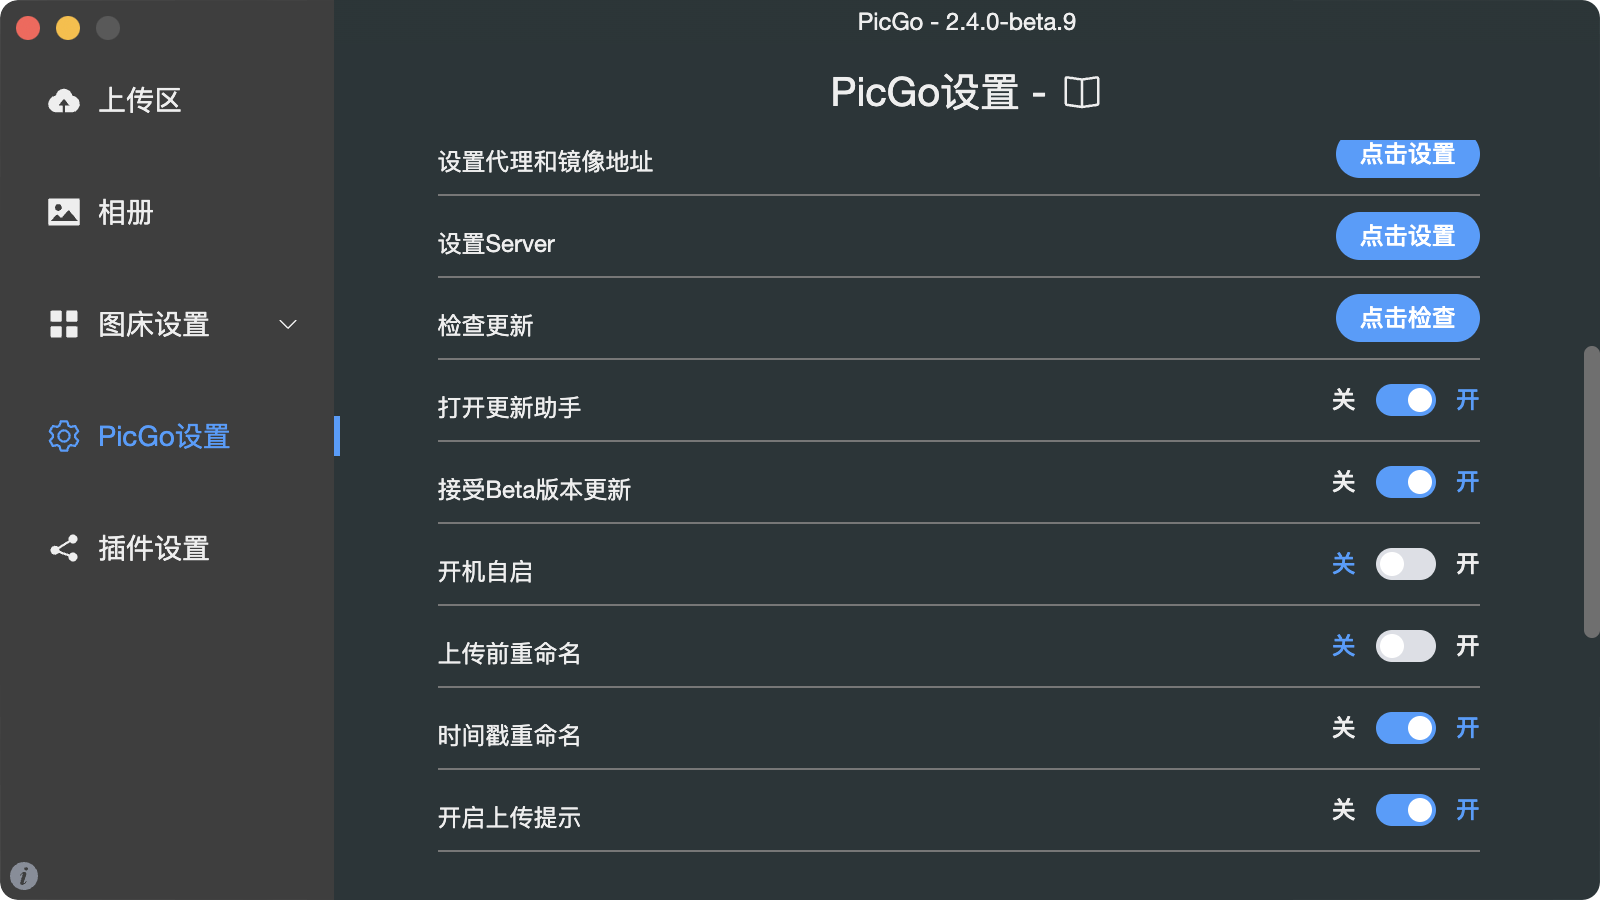 PicGo - 2.4.0-beta.9
上传区
相册
图床设置
PicGo设置
插件设置
PicGo设置 -
设置代理和镜像地址 点击设置
设置Server 点击设置
检查更新 点击检查
打开更新助手 关 开
接受Beta版本更新 关 开
开机自启 关 开
上传前重命名 关 开
时间戳重命名 关 开
开启上传提示 关 开
i